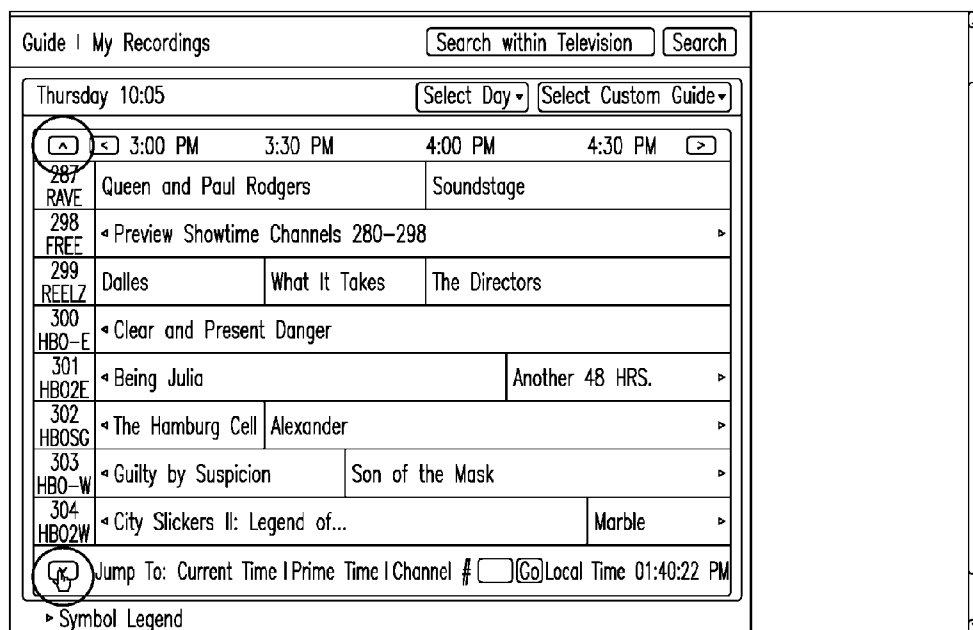 Guide | My Recordings Search within Television Search
Thursday 10:05 Select Day ▾ Select Custom Guide ▾
^ < 3:00 PM 3:30 PM 4:00 PM 4:30 PM >
287 RAVE Queen and Paul Rodgers Soundstage
298 FREE ◂ Preview Showtime Channels 280–298 ▹
299 REELZ Dalles What It Takes The Directors
300 HBO–E ◂ Clear and Present Danger
301 HBO2E ◂ Being Julia Another 48 HRS. ▹
302 HBOSG ◂ The Hamburg Cell Alexander ▹
303 HBO–W ◂ Guilty by Suspicion Son of the Mask ▹
304 HBO2W ◂ City Slickers II: Legend of... Marble ▹
Jump To: Current Time | Prime Time | Channel # Go Local Time 01:40:22 PM
▸ Symbol Legend